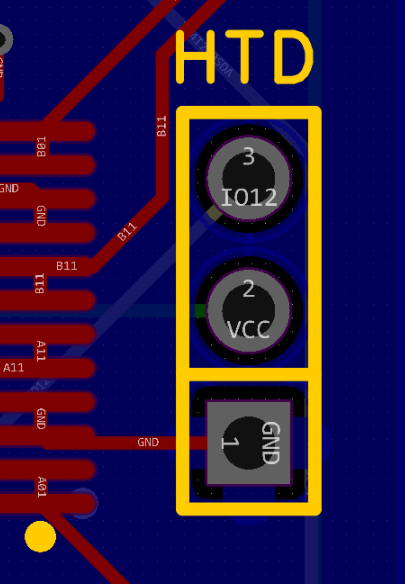 HTD
GND
B11
B01
3
IO12
GND
GND
B11
B11
B11
2
VCC
A11
A11
GND
GND
1
GND
A01